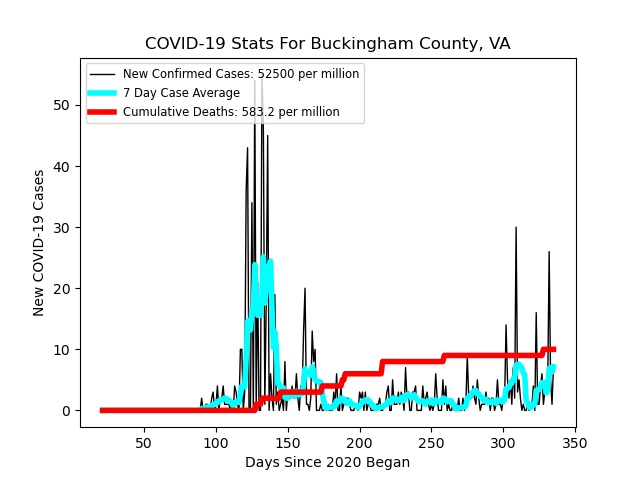 COVID-19 Stats For Buckingham County, VA
New Confirmed Cases: 52500 per million
7 Day Case Average
Cumulative Deaths: 583.2 per million
New COVID-19 Cases
50
40
30
20
10
0
50 100 150 200 250 300 350
Days Since 2020 Began